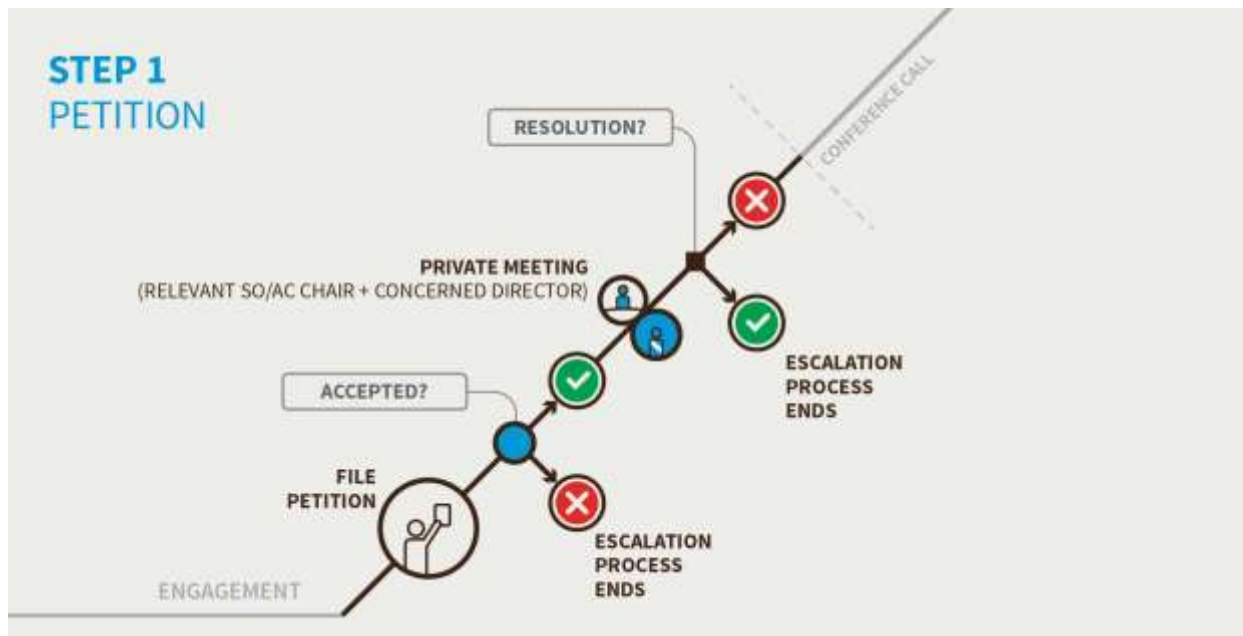 STEP 1
PETITION
CONFERENCE CALL
RESOLUTION?
PRIVATE MEETING
(RELEVANT SO/AC CHAIR + CONCERNED DIRECTOR)
ESCALATION
PROCESS
ENDS
ACCEPTED?
FILE
PETITION
ESCALATION
PROCESS
ENDS
ENGAGEMENT